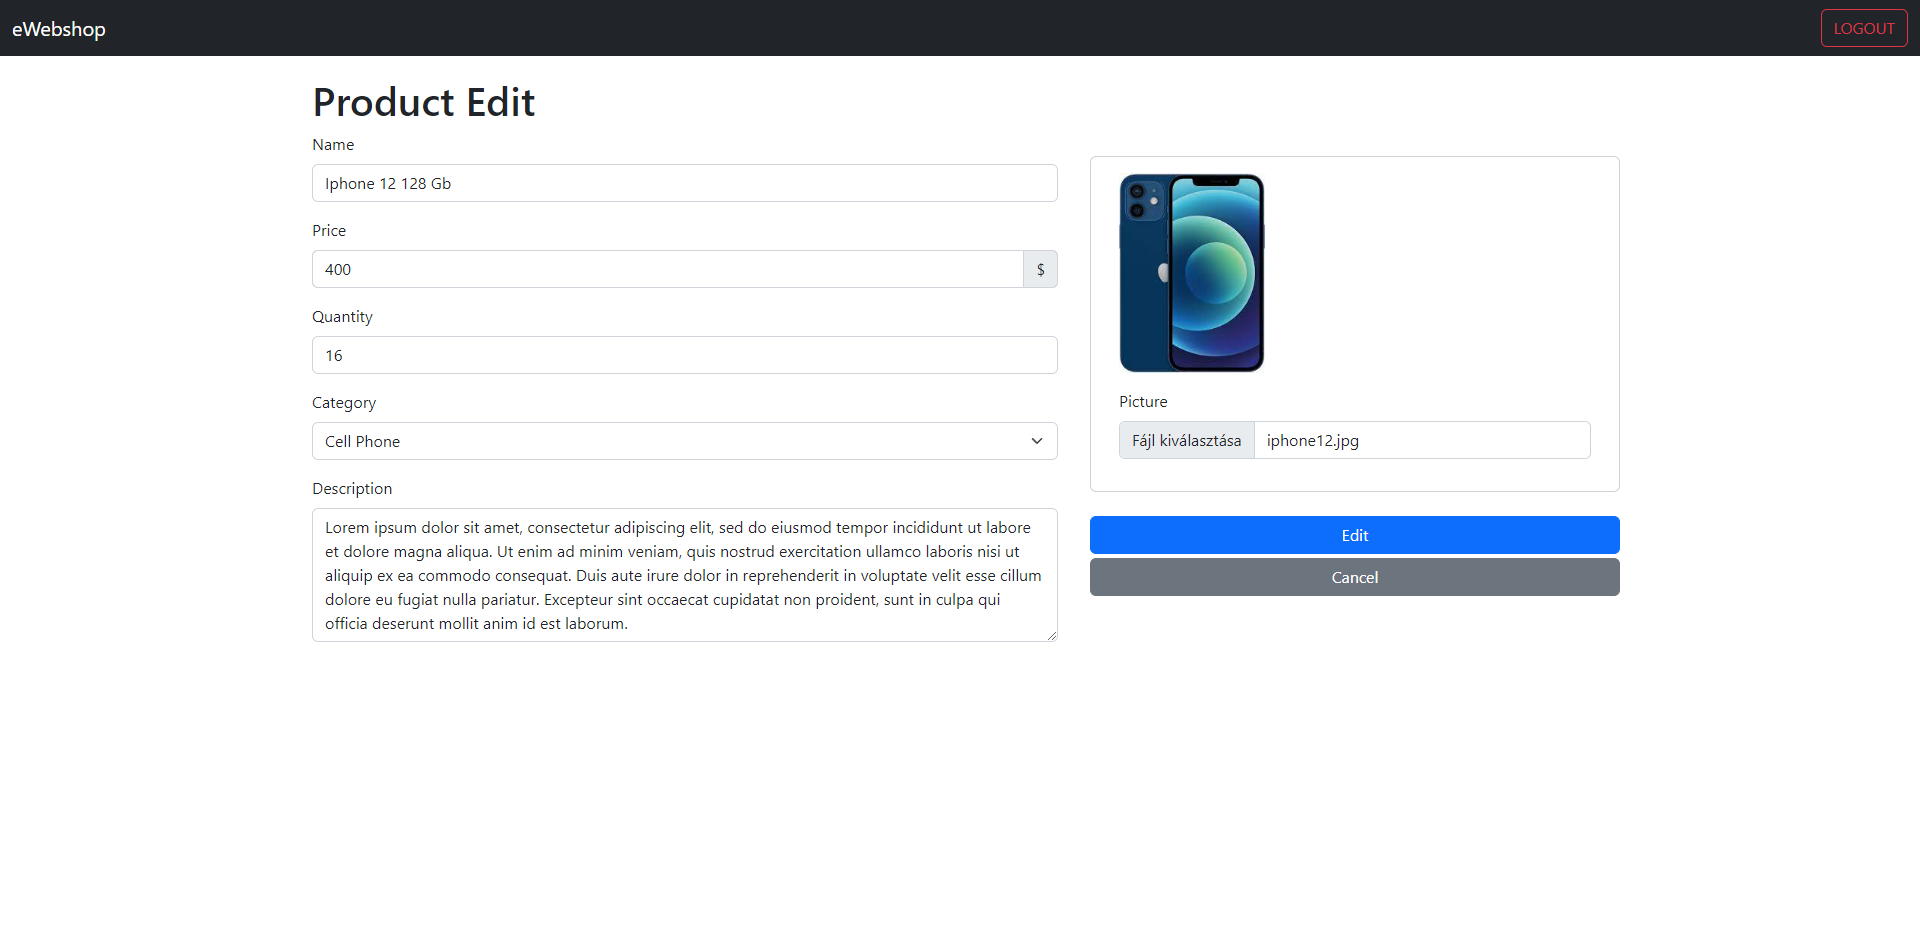 eWebshop
LOGOUT
Product Edit
Name
Iphone 12 128 Gb
Price
400
$
Quantity
16
Category
Cell Phone
Description
Lorem ipsum dolor sit amet, consectetur adipiscing elit, sed do eiusmod tempor incididunt ut labore
et dolore magna aliqua. Ut enim ad minim veniam, quis nostrud exercitation ullamco laboris nisi ut
aliquip ex ea commodo consequat. Duis aute irure dolor in reprehenderit in voluptate velit esse cillum
dolore eu fugiat nulla pariatur. Excepteur sint occaecat cupidatat non proident, sunt in culpa qui
officia deserunt mollit anim id est laborum.
Picture
Fájl kiválasztása
iphone12.jpg
Edit
Cancel